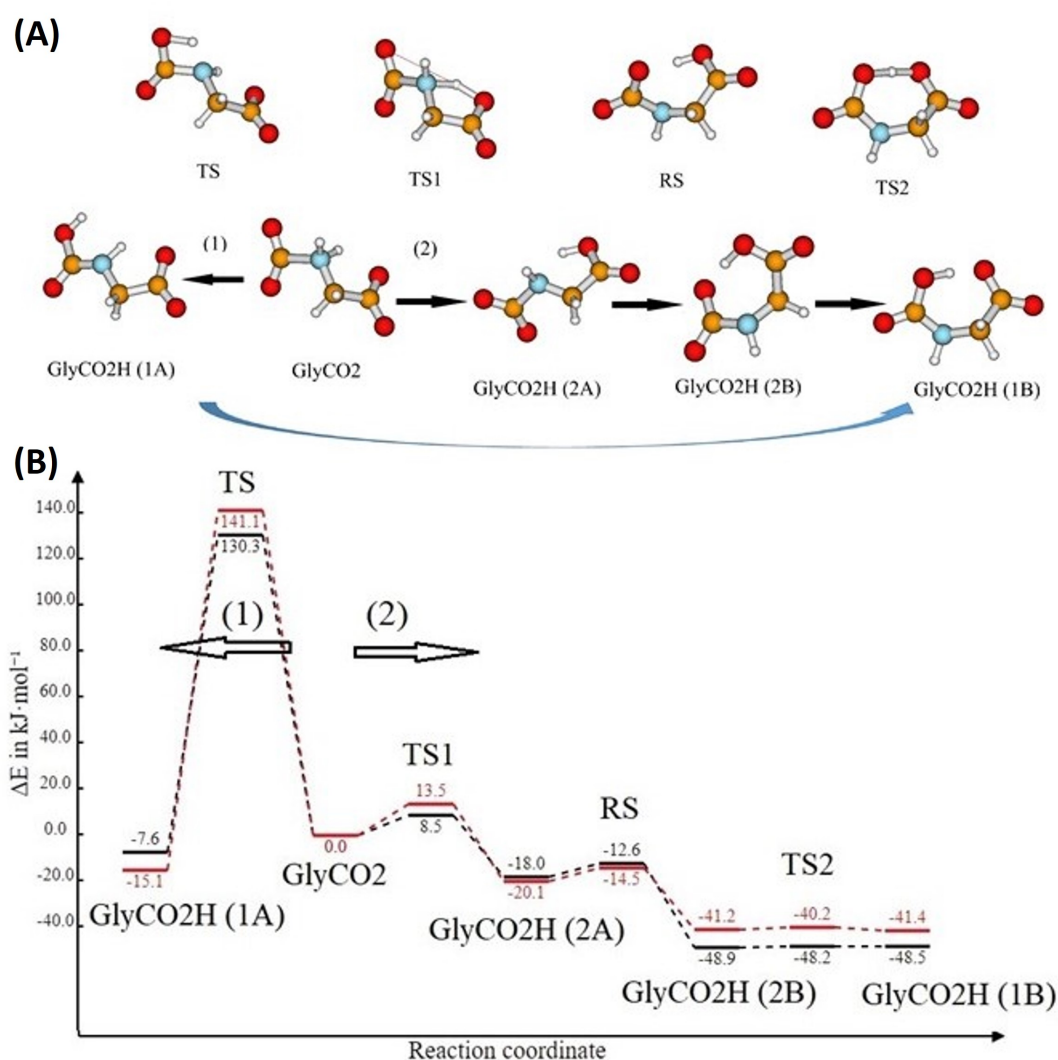 (A)
TS
TS1
RS
TS2
(1)
(2)
GlyCO2H (1A)
GlyCO2
GlyCO2H (2A)
GlyCO2H (2B)
GlyCO2H (1B)
(B)
TS
140.0
141.1
130.3
120.0
(1)
(2)
100.0
80.0
60.0
40.0
TS1
20.0
13.5
8.5
RS
0.0
-7.6
0.0
-12.6
TS2
-15.1
GlyCO2
-18.0
-14.5
-20.0
-20.1
GlyCO2H (1A)
GlyCO2H (2A)
-41.2
-40.2
-41.4
-40.0
-48.9
-48.2
-48.5
GlyCO2H (2B)
GlyCO2H (1B)
ΔE in kJ·mol⁻¹
Reaction coordinate